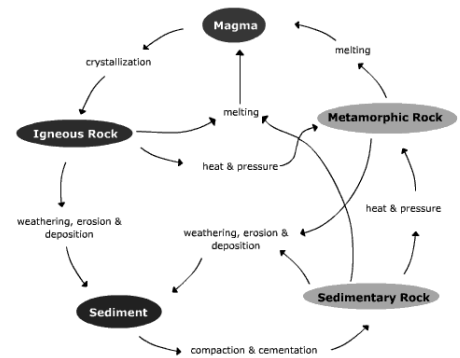 Magma
crystallization
melting
melting
Metamorphic Rock
Igneous Rock
heat & pressure
heat & pressure
weathering, erosion &
deposition
weathering, erosion &
deposition
Sedimentary Rock
Sediment
compaction & cementation